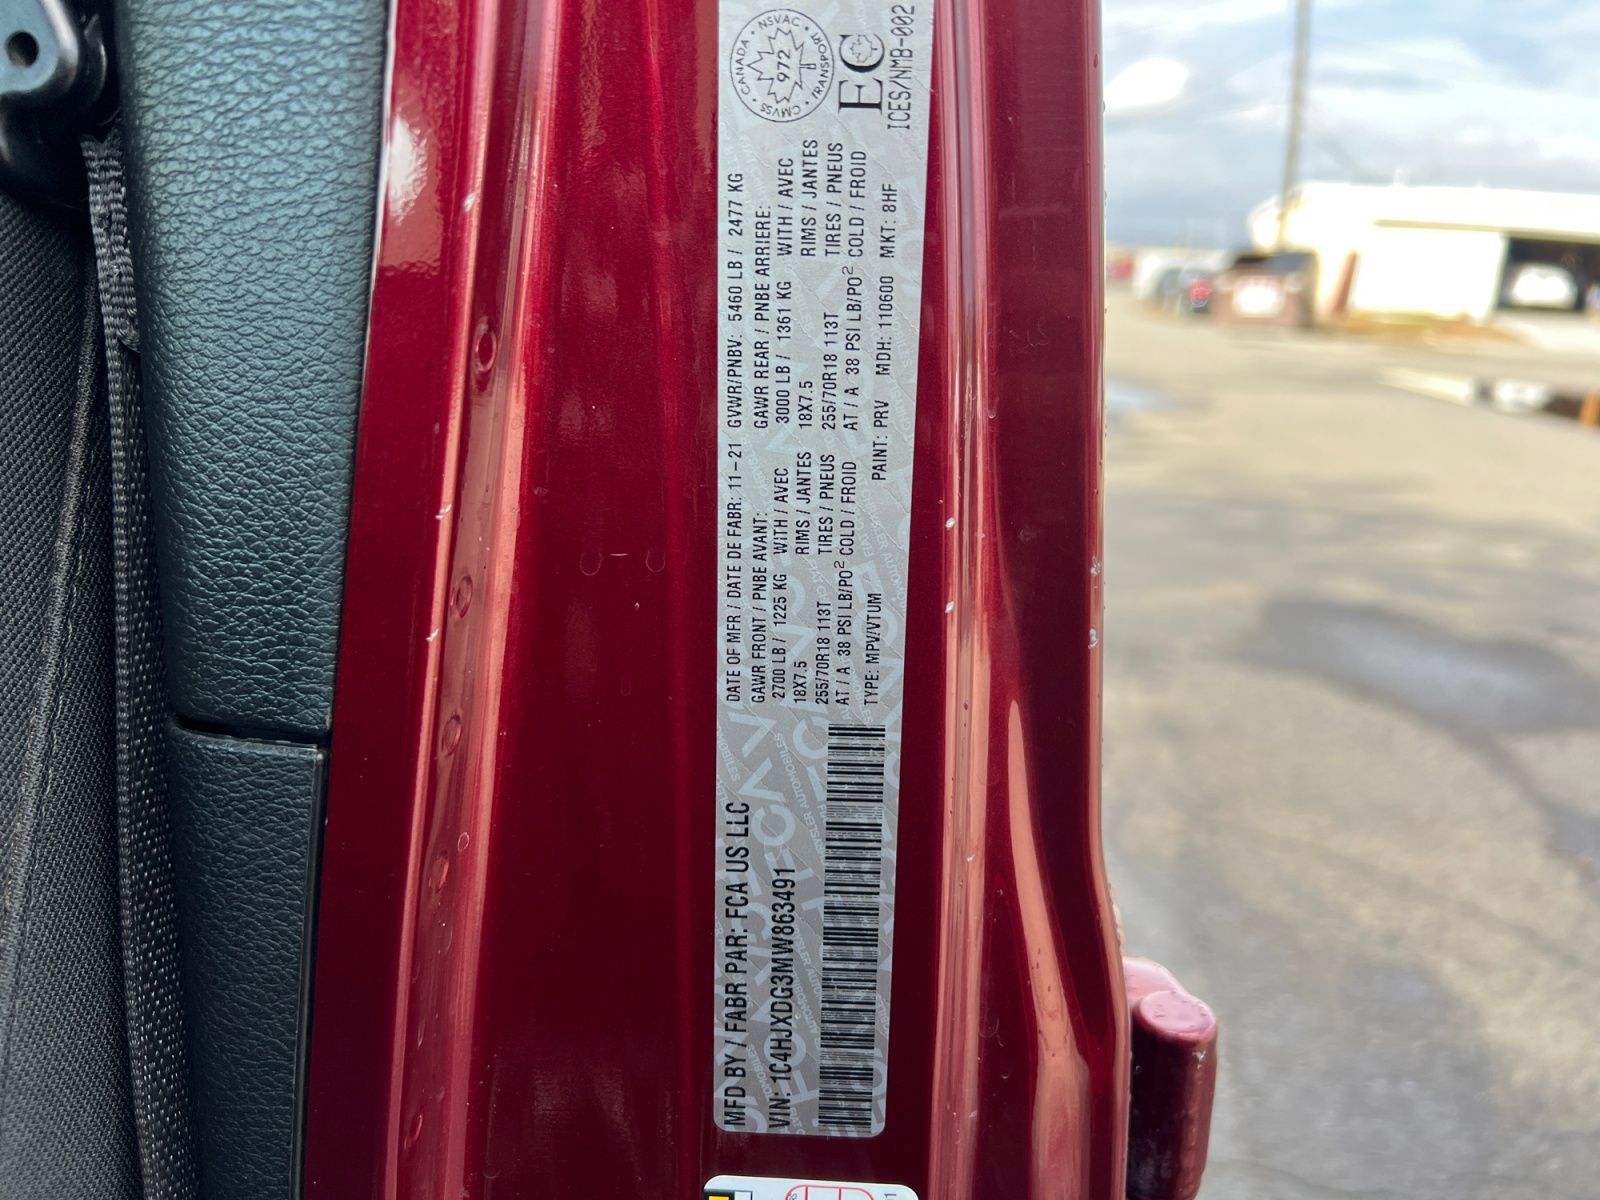 MFD BY / FABR PAR: FCA US LLC
VIN: 1C4HJXDG3MW863491
DATE OF MFR / DATE DE FABR: 11-21 GVWR/PNBV: 5460 LB / 2477 KG
GAWR FRONT / PNBE AVANT: GAWR REAR / PNBE ARRIERE:
2700 LB / 1225 KG WITH / AVEC 3000 LB / 1361 KG WITH / AVEC
18X7.5 RIMS / JANTES 18X7.5 RIMS / JANTES
255/70R18 113T TIRES / PNEUS 255/70R18 113T TIRES / PNEUS
AT / A 38 PSI LB/PO² COLD / FROID AT / A 38 PSI LB/PO² COLD / FROID
TYPE: MPV/VTUM PAINT: PRV MDH: 110600 MKT: 8HF
CANADA • NSVAC • TRANSPORT • CMVSS
972
EC
ICES/NMB-002